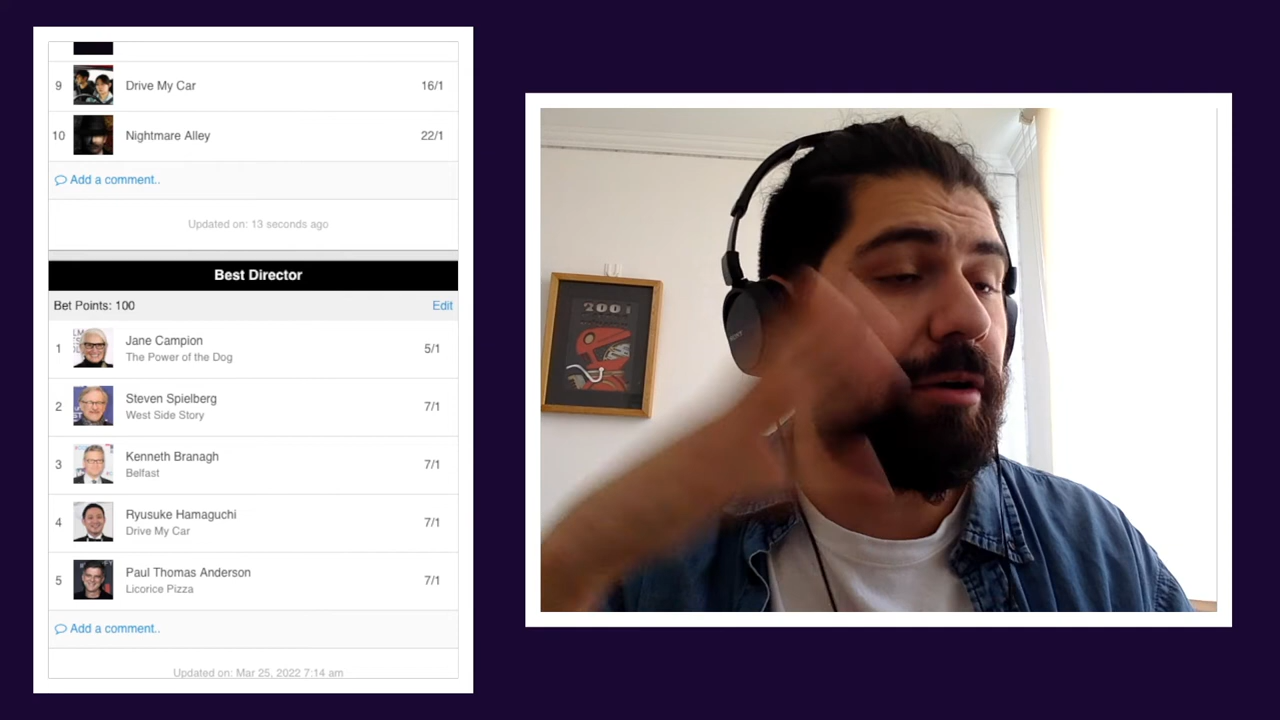 9 Drive My Car 16/1
10 Nightmare Alley 22/1
Add a comment..
Updated on: 13 seconds ago
Best Director
Bet Points: 100 Edit
1 Jane Campion 5/1
The Power of the Dog
2 Steven Spielberg 7/1
West Side Story
3 Kenneth Branagh 7/1
Belfast
4 Ryusuke Hamaguchi 7/1
Drive My Car
5 Paul Thomas Anderson 7/1
Licorice Pizza
Add a comment..
Updated on: Mar 25, 2022 7:14 am
2001
SONY